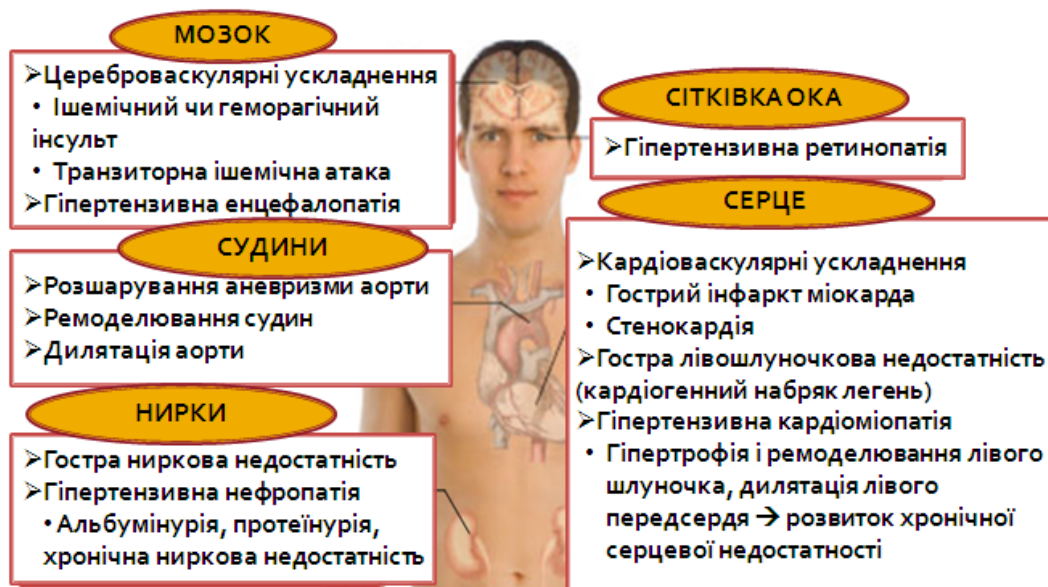 МОЗОК
➢Цереброваскулярні ускладнення
• Ішемічний чи геморагічний
інсульт
• Транзиторна ішемічна атака
➢Гіпертензивна енцефалопатія
СУДИНИ
➢Розшарування аневризми аорти
➢Ремоделювання судин
➢Дилятація аорти
НИРКИ
➢Гостра ниркова недостатність
➢Гіпертензивна нефропатія
• Альбумінурія, протеїнурія,
хронічна ниркова недостатність
СІТКІВКА ОКА
➢Гіпертензивна ретинопатія
СЕРЦЕ
➢Кардіоваскулярні ускладнення
• Гострий інфаркт міокарда
• Стенокардія
➢Гостра лівошлуночкова недостатність
(кардіогенний набряк легень)
➢Гіпертензивна кардіоміопатія
• Гіпертрофія і ремоделювання лівого
шлуночка, дилятація лівого
передсердя → розвиток хронічної
серцевої недостатності